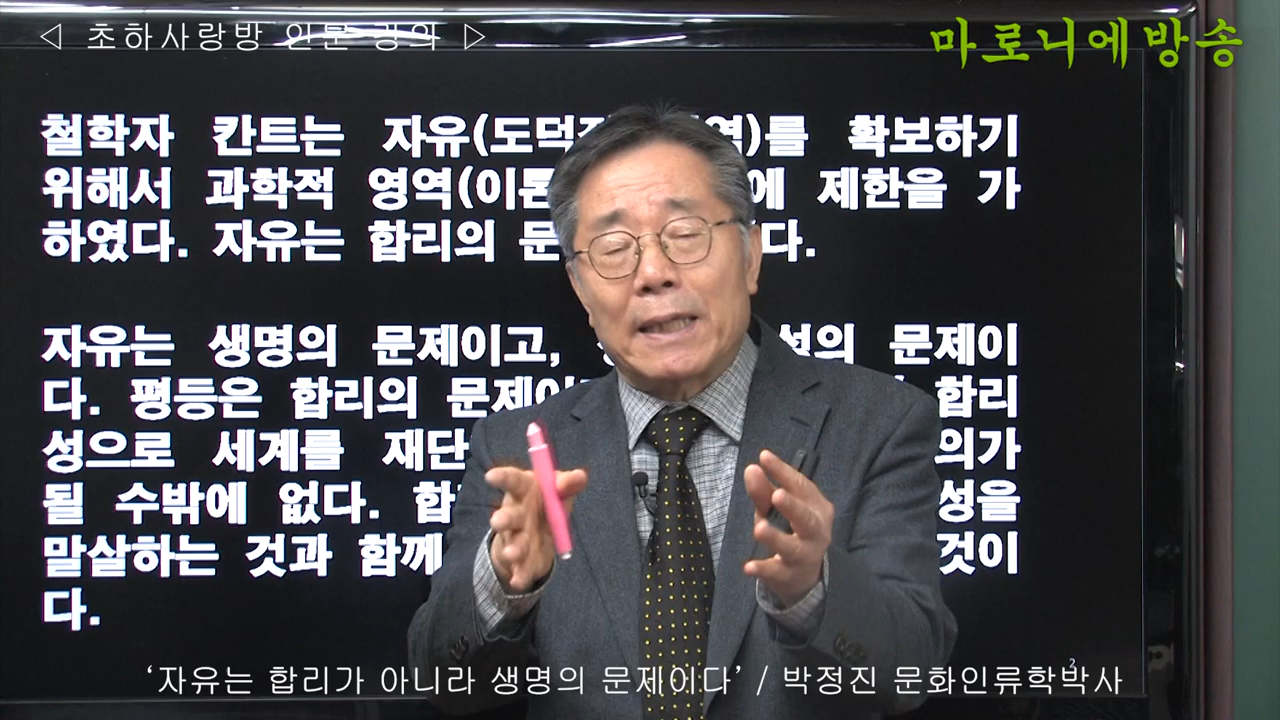 ◁ 초하사랑방 인문 강의 ▷
마로니에방송
철학자 칸트는 자유(도덕적 역)를 확보하기
위해서 과학적 영역(이론 에 제한을 가
하였다. 자유는 합리의 문 다.
자유는 생명의 문제이고, 의 문제이
다. 평등은 합리의 문제이 합리
성으로 세계를 재단 의가
될 수밖에 없다. 합 성을
말살하는 것과 함께 것이
다.
‘자유는 합리가 아니라 생명의 문제이다’ / 박정진 문화인류학박사